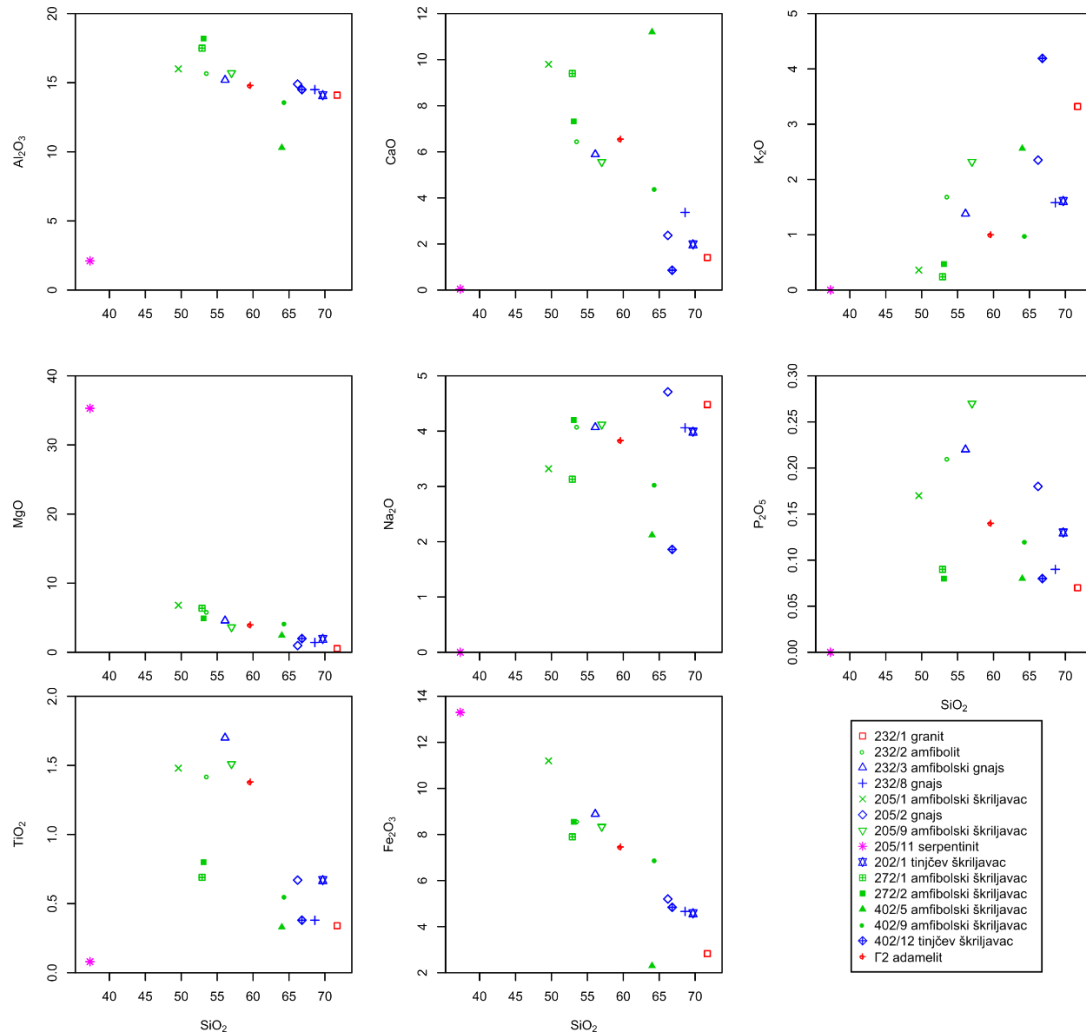 Al₂O₃
20
15
10
5
0
40 45 50 55 60 65 70
CaO
12
10
8
6
4
2
0
40 45 50 55 60 65 70
K₂O
5
4
3
2
1
0
40 45 50 55 60 65 70
MgO
40
30
20
10
0
40 45 50 55 60 65 70
Na₂O
5
4
3
2
1
0
40 45 50 55 60 65 70
P₂O₅
0.30
0.25
0.20
0.15
0.10
0.05
0.00
40 45 50 55 60 65 70
SiO₂
TiO₂
2.0
1.5
1.0
0.5
0.0
40 45 50 55 60 65 70
SiO₂
Fe₂O₃
14
12
10
8
6
4
2
40 45 50 55 60 65 70
SiO₂
232/1 granit
232/2 amfibolit
232/3 amfibolski gnajs
232/8 gnajs
205/1 amfibolski škriljavac
205/2 gnajs
205/9 amfibolski škriljavac
205/11 serpentinit
202/1 tinjčev škriljavac
272/1 amfibolski škriljavac
272/2 amfibolski škriljavac
402/5 amfibolski škriljavac
402/9 amfibolski škriljavac
402/12 tinjčev škriljavac
Γ2 adamelit